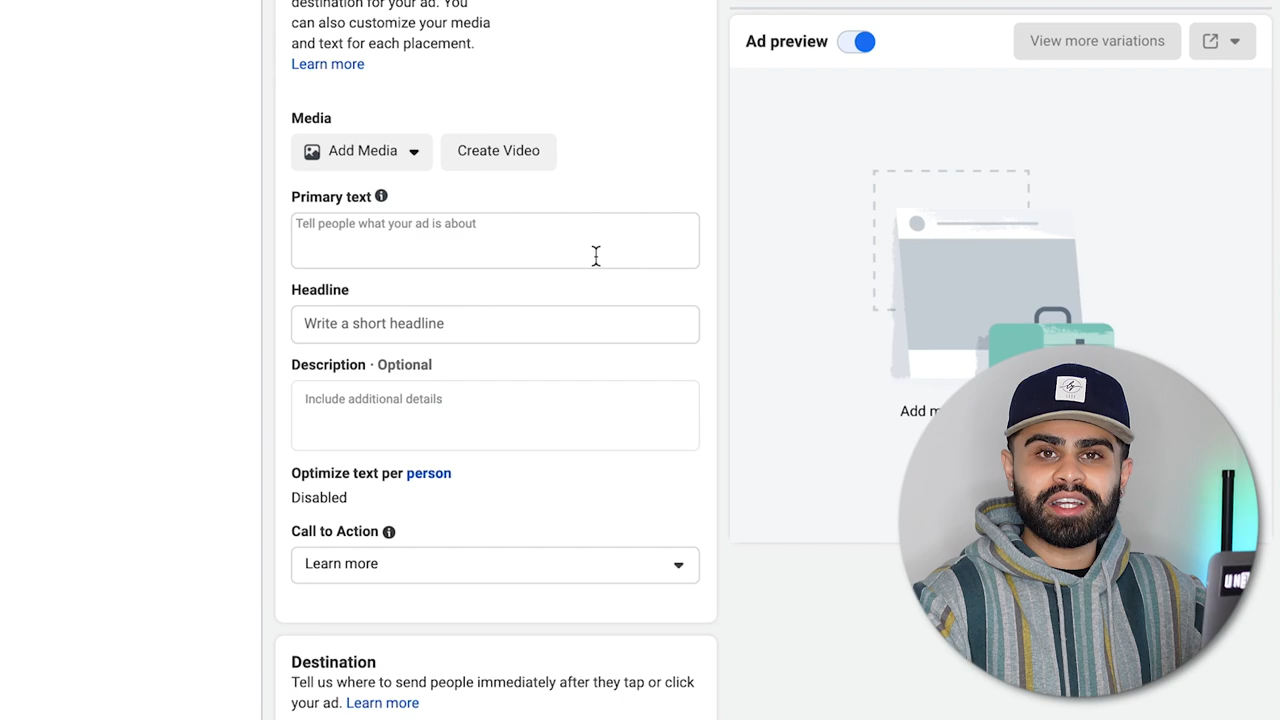 destination for your ad. You
can also customize your media
and text for each placement.
Learn more
Media
Add Media
Create Video
Primary text
Tell people what your ad is about
Headline
Write a short headline
Description · Optional
Include additional details
Optimize text per person
Disabled
Call to Action
Learn more
Destination
Tell us where to send people immediately after they tap or click
your ad. Learn more
Ad preview
View more variations
Add